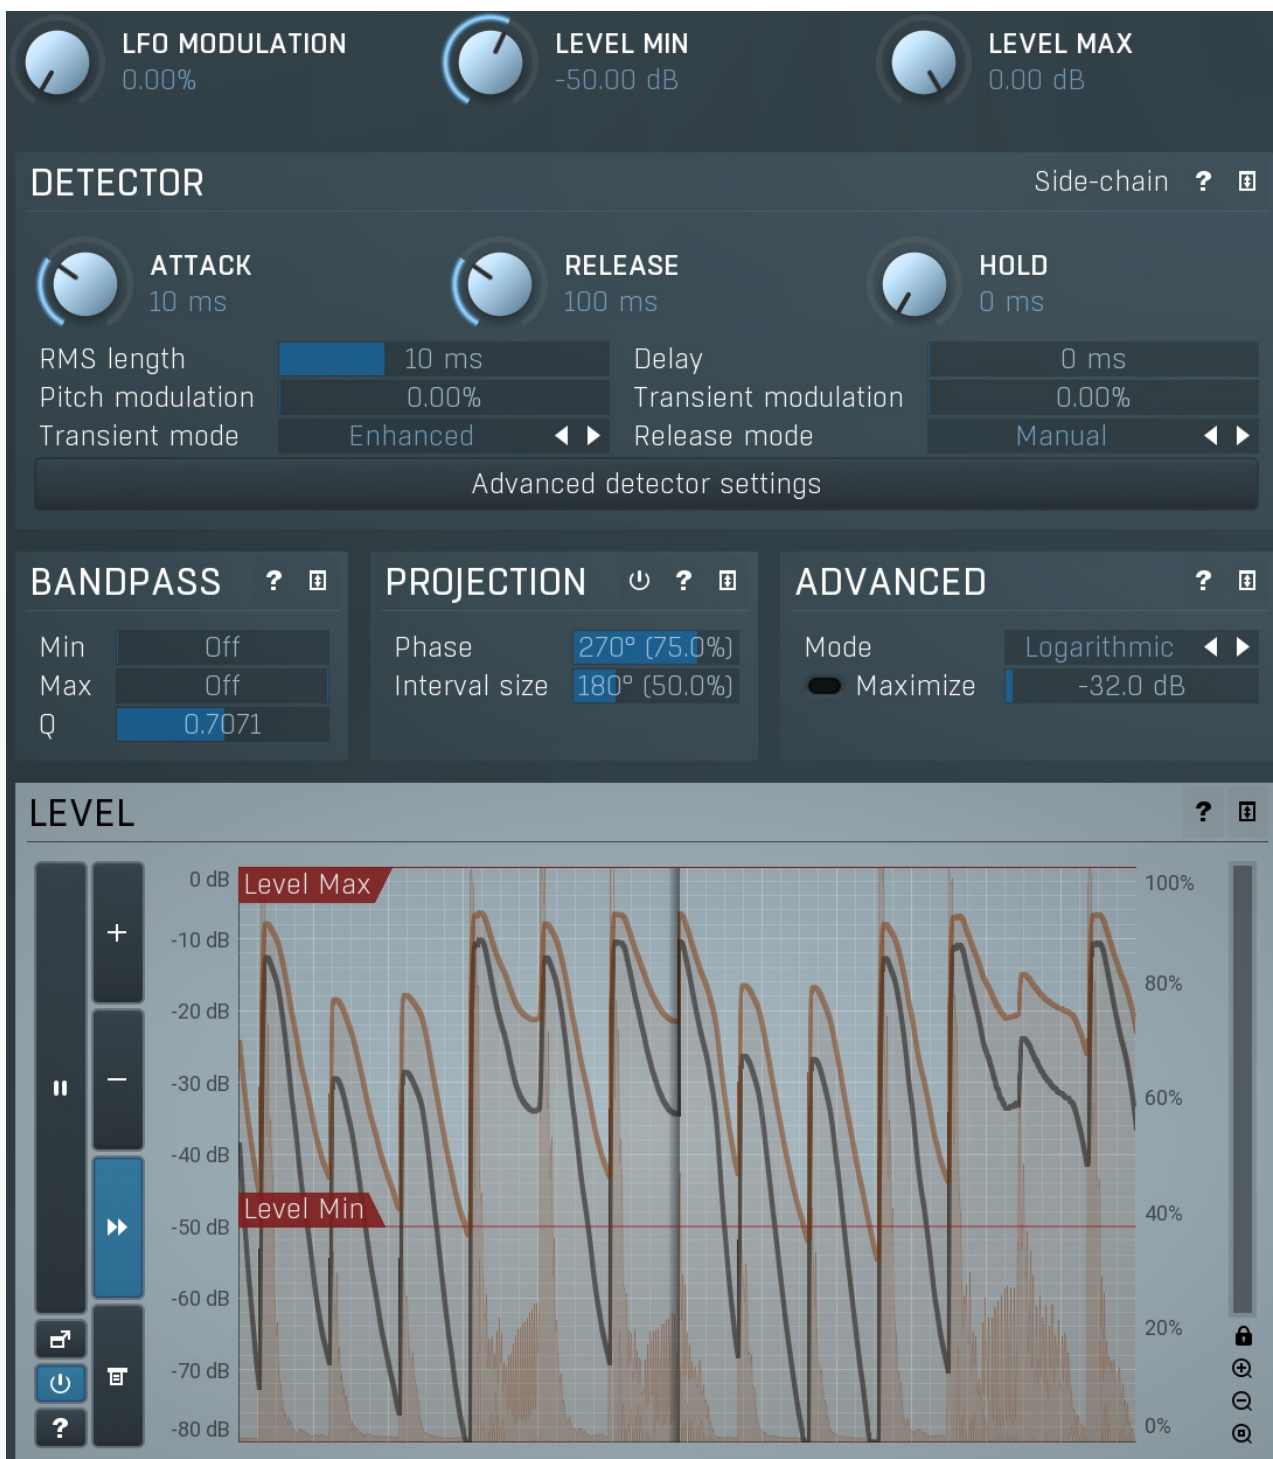 LFO MODULATION LEVEL MIN LEVEL MAX
0.00% -50.00 dB 0.00 dB
DETECTOR Side-chain ?
ATTACK RELEASE HOLD
10 ms 100 ms 0 ms
RMS length 10 ms Delay 0 ms
Pitch modulation 0.00% Transient modulation 0.00%
Transient mode Enhanced Release mode Manual
Advanced detector settings
BANDPASS ? PROJECTION ? ADVANCED ?
Min Off Phase 270° (75.0%) Mode Logarithmic
Max Off Interval size 180° (50.0%) Maximize -32.0 dB
Q 0.7071
LEVEL ?
0 dB Level Max 100%
+ -10 dB
80%
-20 dB
− -30 dB
60%
-40 dB
Level Min 40%
-50 dB
-60 dB
20%
-70 dB
? -80 dB 0%